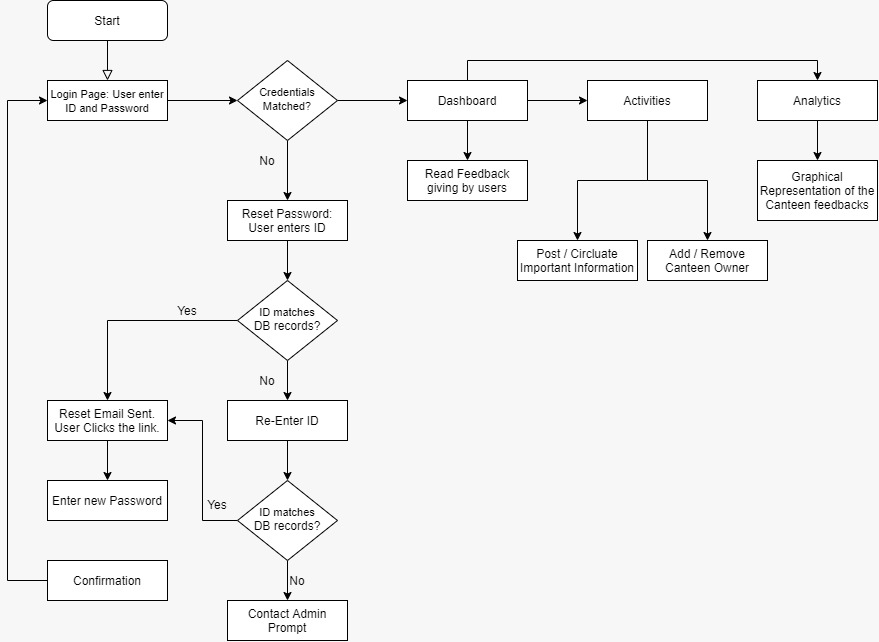 Start
Login Page: User enter
ID and Password
Credentials
Matched?
Dashboard
Activities
Analytics
No
Read Feedback
giving by users
Graphical
Representation of the
Canteen feedbacks
Reset Password:
User enters ID
Post / Circluate
Important Information
Add / Remove
Canteen Owner
Yes
ID matches
DB records?
No
Reset Email Sent.
User Clicks the link.
Re-Enter ID
Enter new Password
Yes
ID matches
DB records?
Confirmation
No
Contact Admin
Prompt